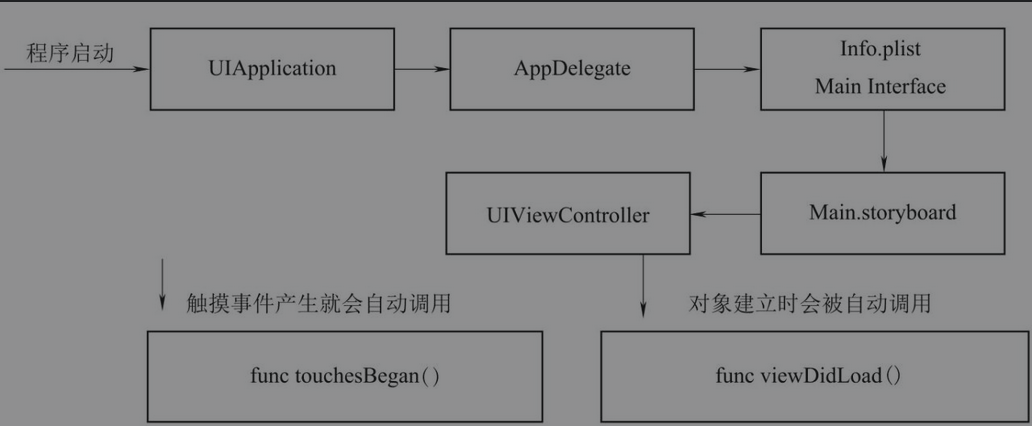 程序启动
UIApplication
AppDelegate
Info.plist
Main Interface
UIViewController
Main.storyboard
触摸事件产生就会自动调用
对象建立时会被自动调用
func touchesBegan()
func viewDidLoad()